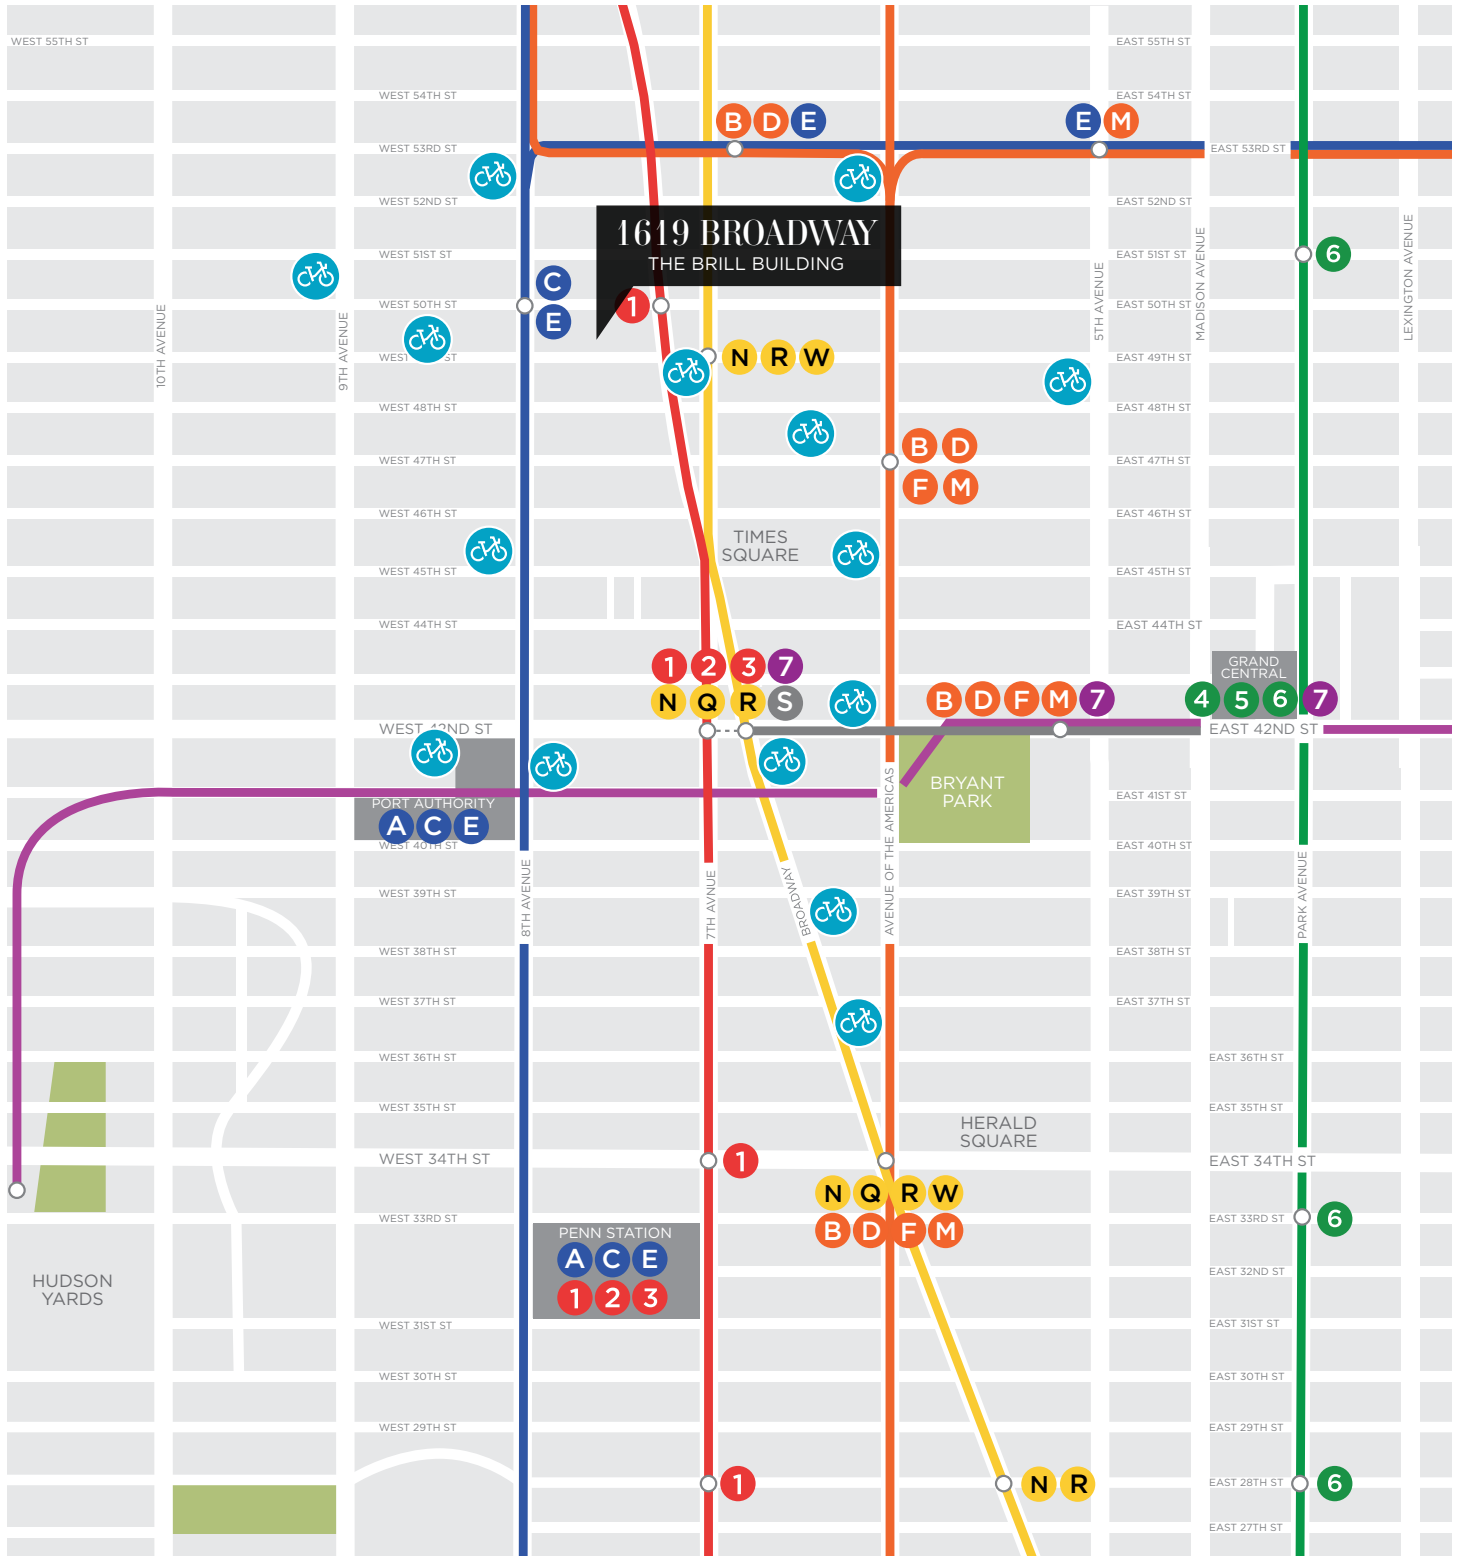 WEST 55TH ST
EAST 55TH ST
WEST 54TH ST
EAST 54TH ST
B D E
E M
WEST 53RD ST
EAST 53RD ST
WEST 52ND ST
EAST 52ND ST
1619 BROADWAY
THE BRILL BUILDING
WEST 51ST ST
EAST 51ST ST
6
C
E
1
WEST 50TH ST
EAST 50TH ST
10TH AVENUE
9TH AVENUE
5TH AVENUE
MADISON AVENUE
LEXINGTON AVENUE
N R W
WEST ST
EAST 49TH ST
WEST 48TH ST
EAST 48TH ST
B D
F M
WEST 47TH ST
EAST 47TH ST
WEST 46TH ST
EAST 46TH ST
TIMES
SQUARE
WEST 45TH ST
EAST 45TH ST
WEST 44TH ST
EAST 44TH ST
1 2 3 7
N Q R S
B D F M 7
GRAND
CENTRAL
4 5 6 7
WEST 42ND ST
EAST 42ND ST
BRYANT
PARK
PORT AUTHORITY
A C E
EAST 41ST ST
WEST 40TH ST
EAST 40TH ST
8TH AVENUE
7TH AVNUE
BROADWAY
AVENUE OF THE AMERICAS
PARK AVENUE
WEST 39TH ST
EAST 39TH ST
WEST 38TH ST
EAST 38TH ST
WEST 37TH ST
EAST 37TH ST
WEST 36TH ST
EAST 36TH ST
WEST 35TH ST
EAST 35TH ST
HERALD
SQUARE
WEST 34TH ST
1
EAST 34TH ST
N Q R W
B D F M
WEST 33RD ST
EAST 33RD ST
6
PENN STATION
A C E
1 2 3
HUDSON
YARDS
EAST 32ND ST
WEST 31ST ST
EAST 31ST ST
WEST 30TH ST
EAST 30TH ST
WEST 29TH ST
EAST 29TH ST
1
N R
EAST 28TH ST
6
EAST 27TH ST